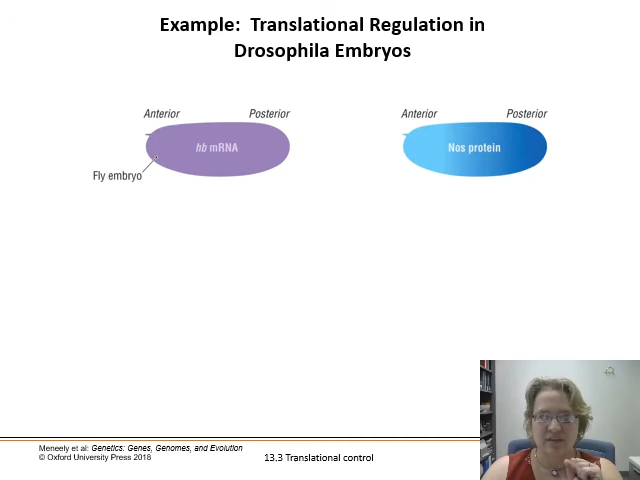 Example:  Translational Regulation in
Drosophila Embryos
Anterior Posterior
hb mRNA
Fly embryo
Anterior Posterior
Nos protein
Meneely et al: Genetics: Genes, Genomes, and Evolution
© Oxford University Press 2018
13.3 Translational control